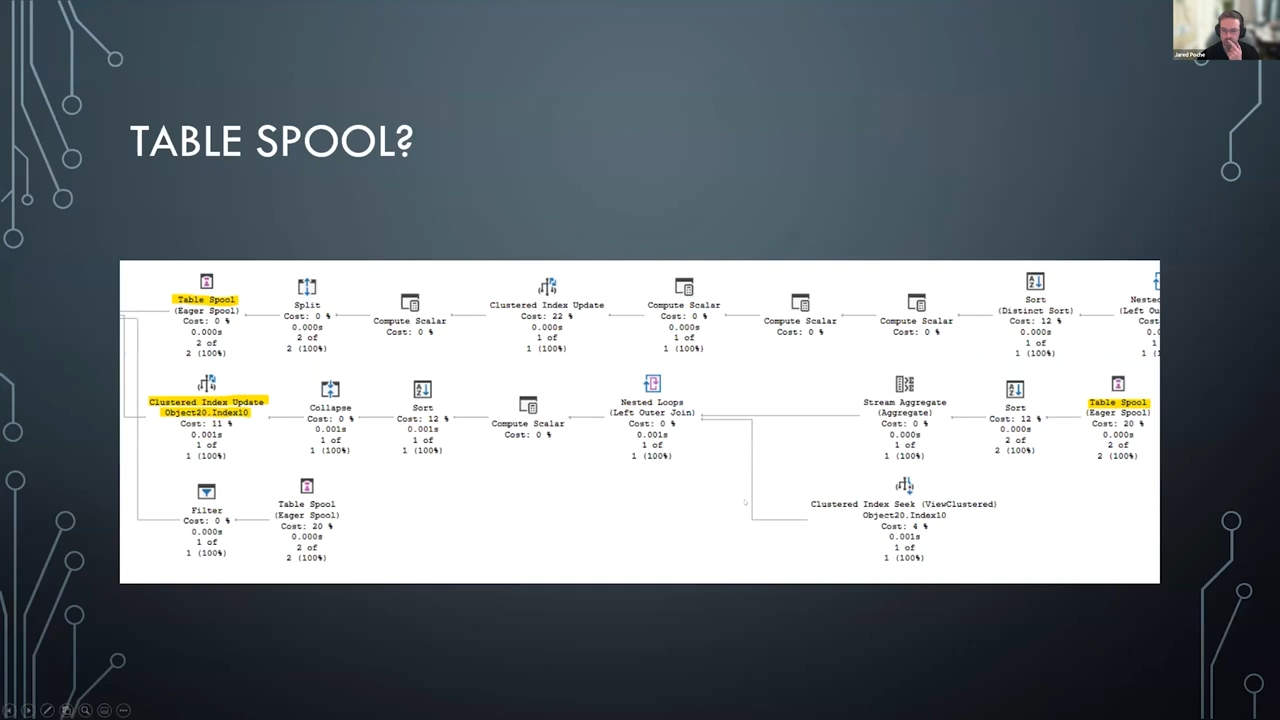 Jared Poche
TABLE SPOOL?
Table Spool
(Eager Spool)
Cost: 0 %
0.000s
2 of
2 (100%)
Split
Cost: 0 %
0.000s
2 of
2 (100%)
Compute Scalar
Cost: 0 %
Clustered Index Update
Cost: 22 %
0.000s
1 of
1 (100%)
Compute Scalar
Cost: 0 %
0.000s
1 of
1 (100%)
Compute Scalar
Cost: 0 %
Compute Scalar
Cost: 0 %
Sort
(Distinct Sort)
Cost: 12 %
0.000s
1 of
1 (100%)
Nested
(Left Ou
Cost:
0.0
1
1 (1
Clustered Index Update
Object20.Index10
Cost: 11 %
0.001s
1 of
1 (100%)
Collapse
Cost: 0 %
0.001s
1 of
1 (100%)
Sort
Cost: 12 %
0.001s
1 of
1 (100%)
Compute Scalar
Cost: 0 %
Nested Loops
(Left Outer Join)
Cost: 0 %
0.001s
1 of
1 (100%)
Stream Aggregate
(Aggregate)
Cost: 0 %
0.000s
1 of
1 (100%)
Sort
Cost: 12 %
0.000s
2 of
2 (100%)
Table Spool
(Eager Spool)
Cost: 20 %
0.000s
2 of
2 (100%)
Filter
Cost: 0 %
0.000s
1 of
1 (100%)
Table Spool
(Eager Spool)
Cost: 20 %
0.000s
2 of
2 (100%)
Clustered Index Seek (ViewClustered)
Object20.Index10
Cost: 4 %
0.001s
1 of
1 (100%)